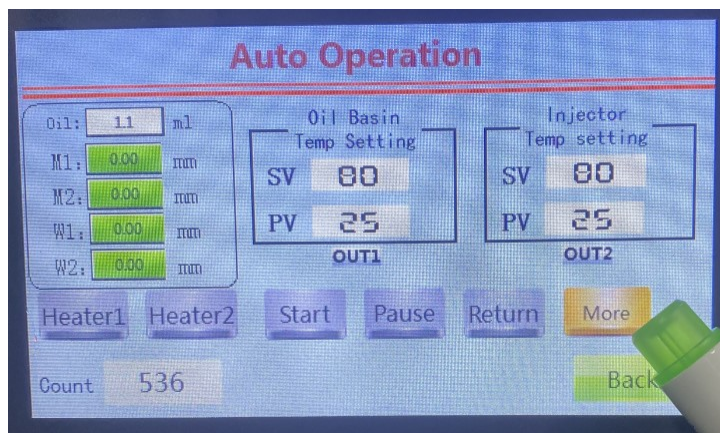 Auto Operation
Oil: 1.1 ml
M1: 0.00 mm
M2: 0.00 mm
W1: 0.00 mm
W2: 0.00 mm
Oil Basin
Temp Setting
SV 80
PV 25
OUT1
Injector
Temp setting
SV 80
PV 25
OUT2
Heater1 Heater2 Start Pause Return More
Count 536 Back